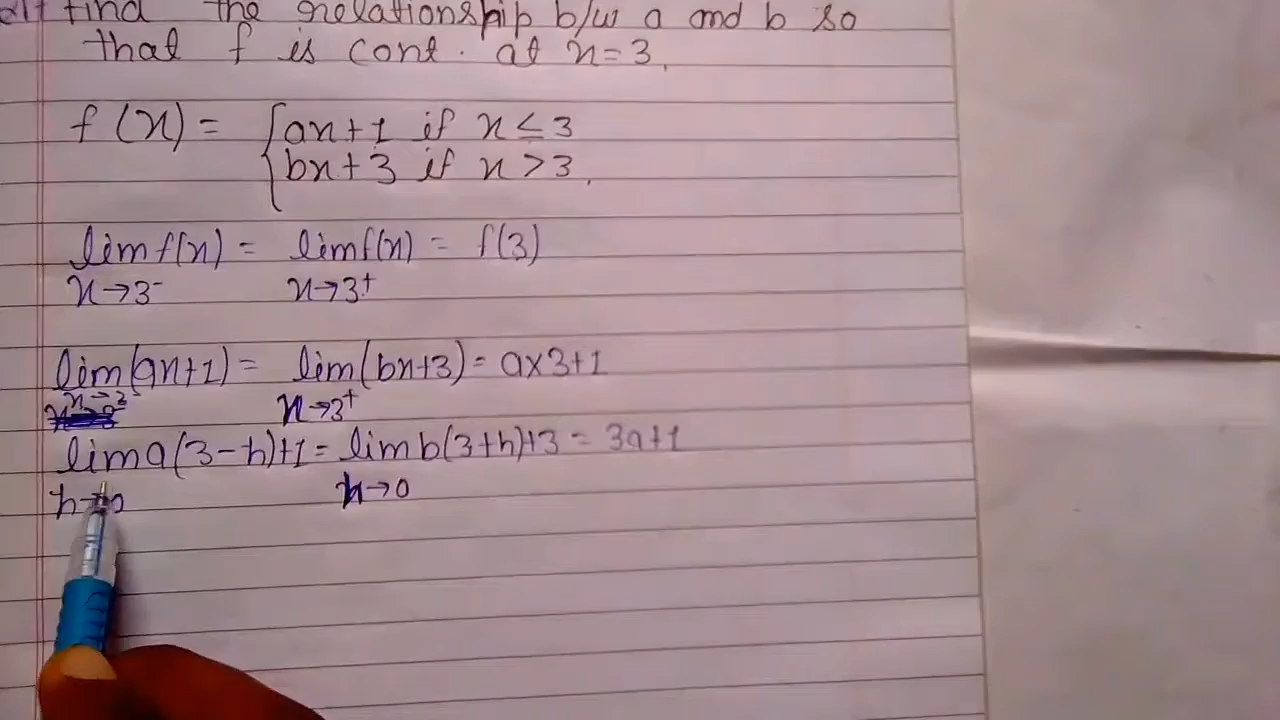 find the relationship b/w a and b so
that f is cont. at x=3.
f(x) = { ax+1 if x ≤ 3
bx+3 if x > 3.
lim f(x) = lim f(x) = f(3)
x→3- x→3+
lim (ax+1) = lim (bx+3) = ax3+1
x→3- x→3+
lim a(3-h)+1 = lim b(3+h)+3 = 3a+1
h→0 h→0